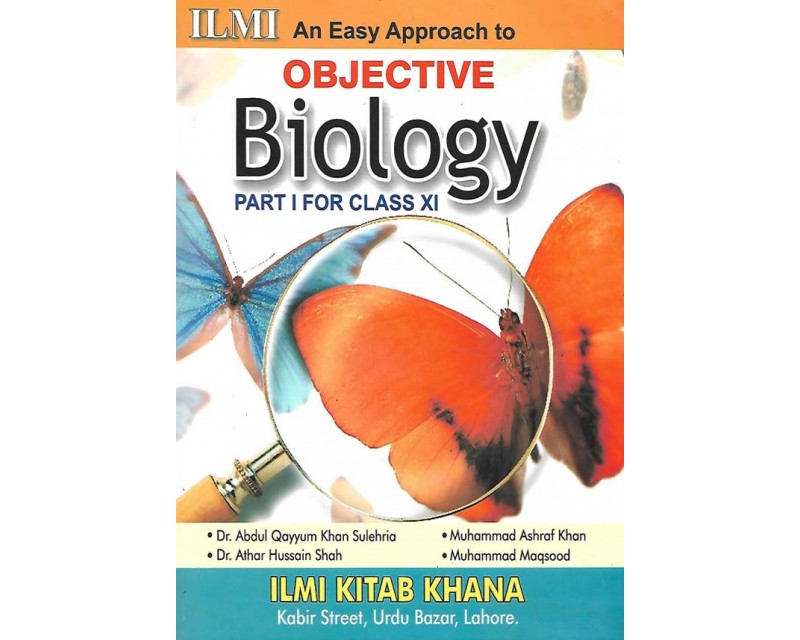 ILMI An Easy Approach to
OBJECTIVE
Biology
PART I FOR CLASS XI
• Dr. Abdul Qayyum Khan Sulehria
• Muhammad Ashraf Khan
• Dr. Athar Hussain Shah
• Muhammad Maqsood
ILMI KITAB KHANA
Kabir Street, Urdu Bazar, Lahore.